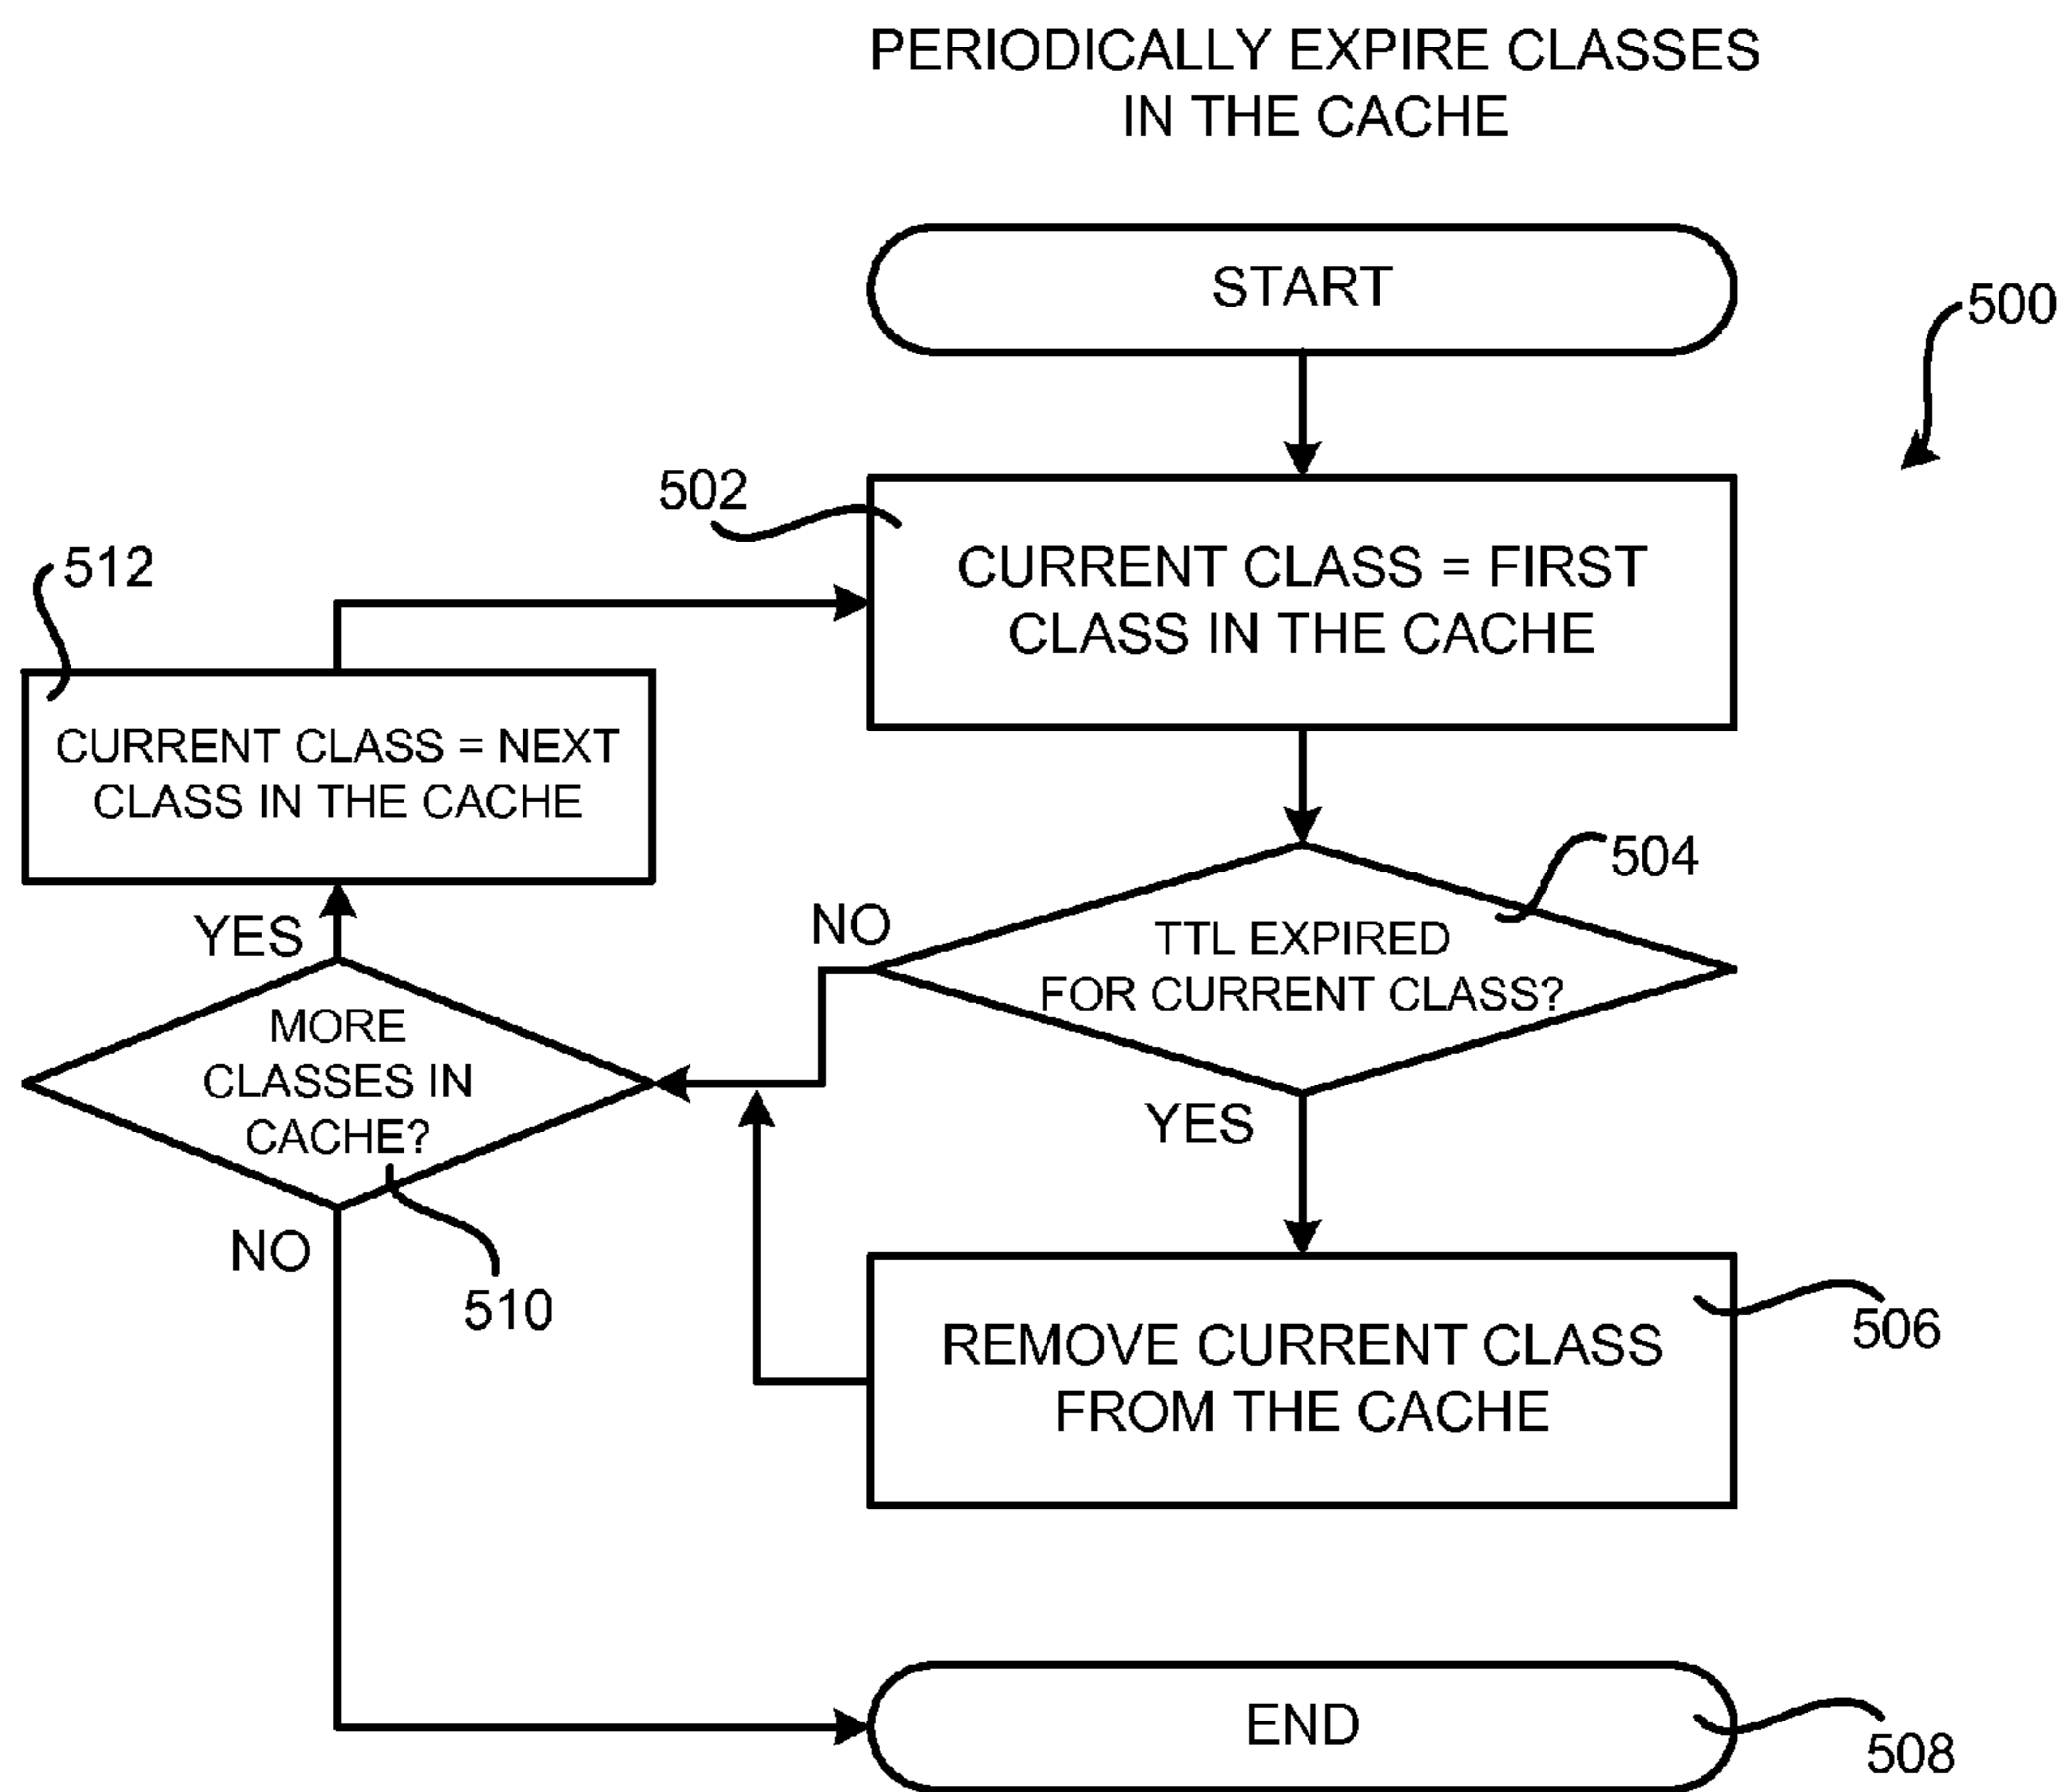 PERIODICALLY EXPIRE CLASSES
IN THE CACHE
START
500
502
CURRENT CLASS = FIRST
CLASS IN THE CACHE
512
CURRENT CLASS = NEXT
CLASS IN THE CACHE
504
NO
TTL EXPIRED
FOR CURRENT CLASS?
YES
YES
MORE
CLASSES IN
CACHE?
NO
510
REMOVE CURRENT CLASS
FROM THE CACHE
506
END
508